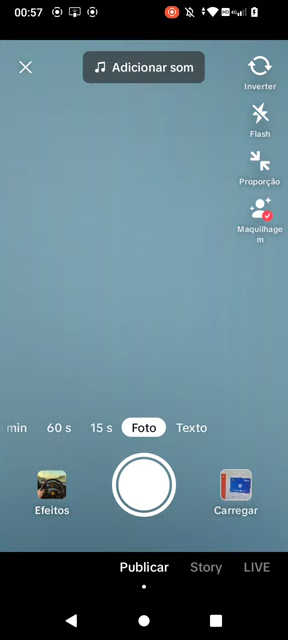 00:57
Adicionar som
Inverter
Flash
Proporção
Maquilhage
m
min
60 s
15 s
Foto
Texto
Efeitos
Carregar
Publicar
Story
LIVE